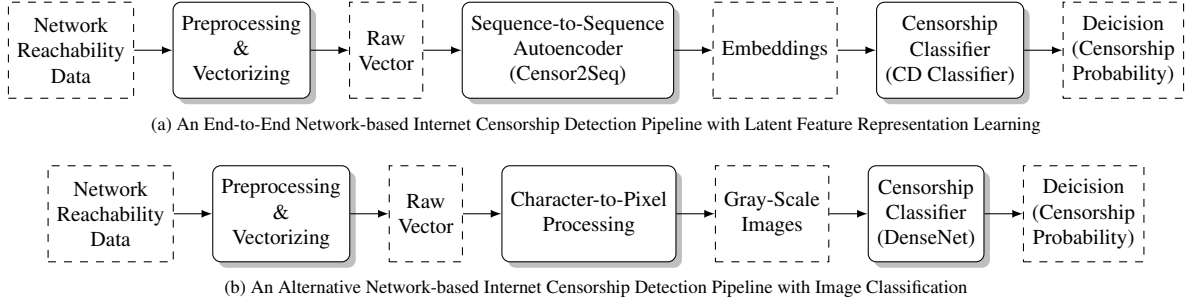 Network
Reachability
Data
Preprocessing
&
Vectorizing
Raw
Vector
Sequence-to-Sequence
Autoencoder
(Censor2Seq)
Embeddings
Censorship
Classifier
(CD Classifier)
Deicision
(Censorship
Probability)
(a) An End-to-End Network-based Internet Censorship Detection Pipeline with Latent Feature Representation Learning
Network
Reachability
Data
Preprocessing
&
Vectorizing
Raw
Vector
Character-to-Pixel
Processing
Gray-Scale
Images
Censorship
Classifier
(DenseNet)
Deicision
(Censorship
Probability)
(b) An Alternative Network-based Internet Censorship Detection Pipeline with Image Classification